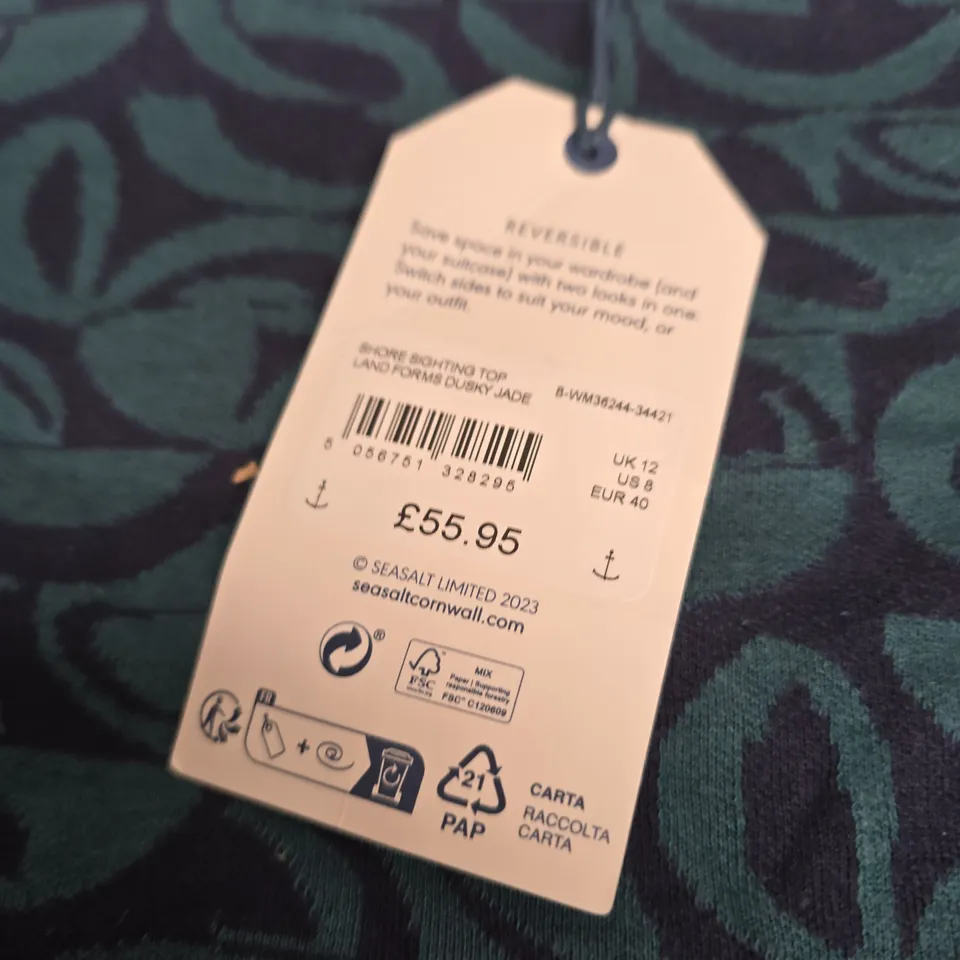 REVERSIBLE
Save space in your wardrobe (and
your suitcase) with two looks in one.
Switch sides to suit your mood, or
your outfit.
SHORE SIGHTING TOP
LAND FORMS DUSKY JADE
B-WM36244-34421
5 056751 328295
UK 12
US 8
EUR 40
£55.95
© SEASALT LIMITED 2023
seasaltcornwall.com
®
FSC
MIX
Paper | Supporting
responsible forestry
FSC™ C120609
FR
+
21
PAP
CARTA
RACCOLTA
CARTA